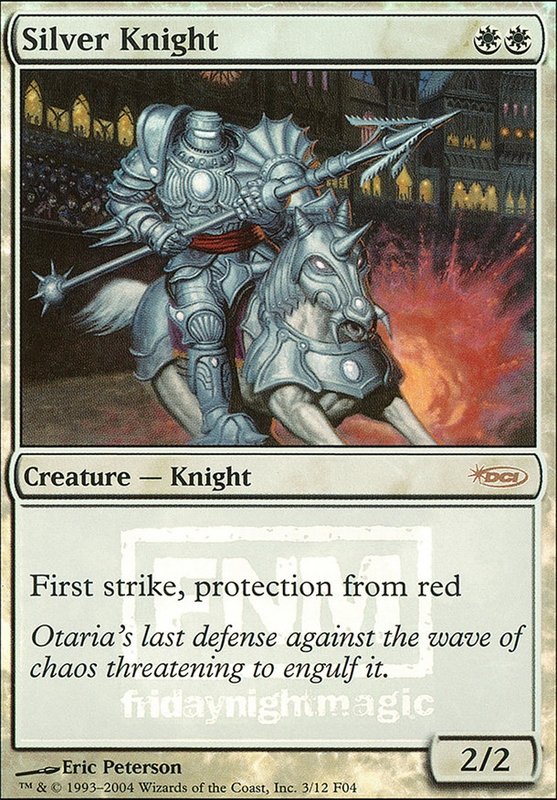 Silver Knight
Creature — Knight
DCI
FNM
First strike, protection from red
Otaria's last defense against the wave of
chaos threatening to engulf it.
fridaynightmagic
2/2
Eric Peterson
™ & © 1993–2004 Wizards of the Coast, Inc. 3/12 F04